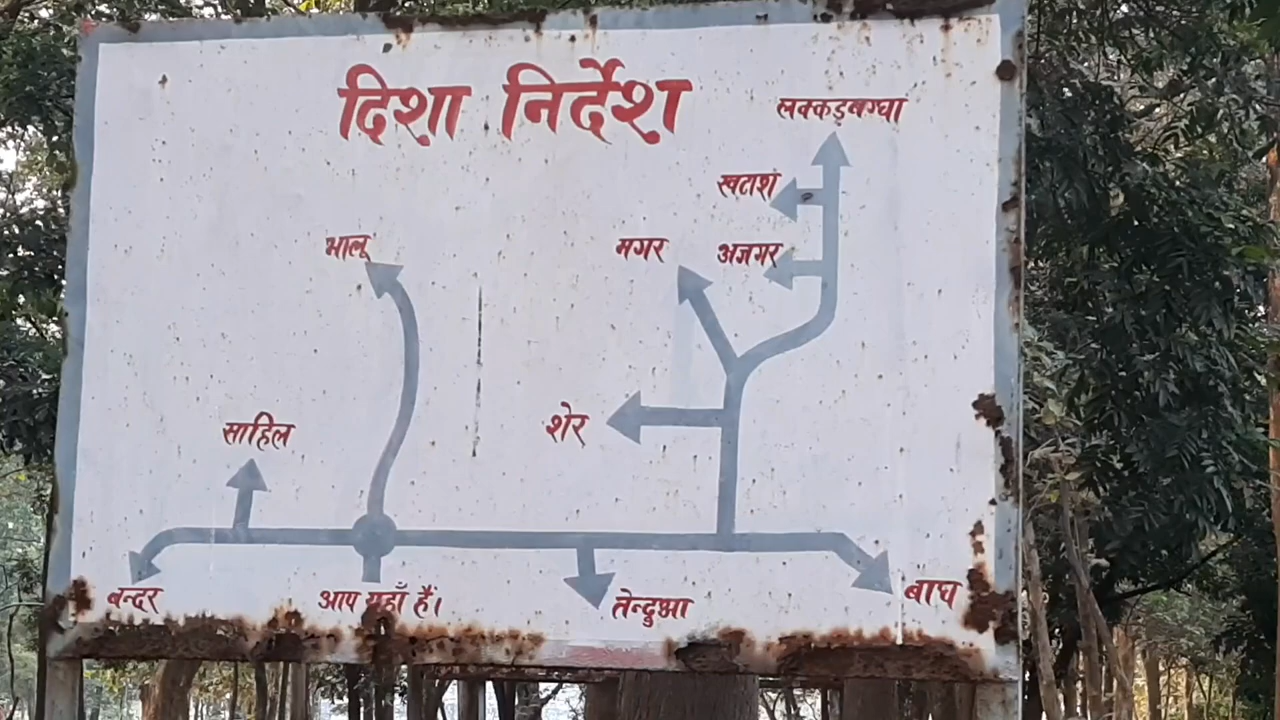 दिशा निर्देश
लक्कड़बग्घा
खटाश
भालू
मगर
अजगर
शेर
साहिल
बन्दर
आप यहाँ हैं।
तेन्दुआ
बाघ